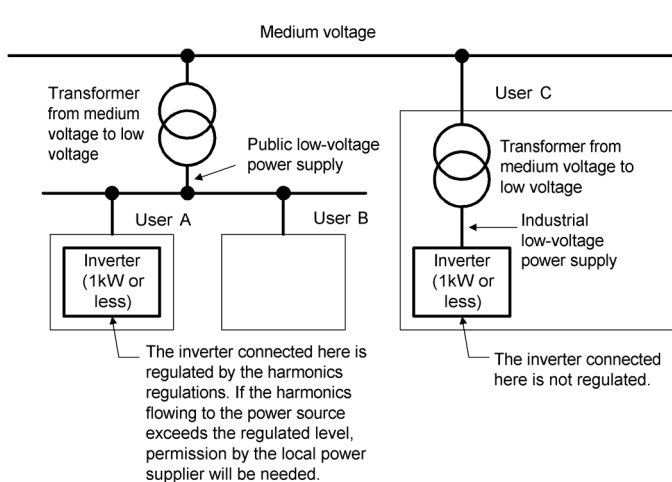 Medium voltage
Transformer
from medium
voltage to low
voltage
Public low-voltage
power supply
User A
User B
Inverter
(1kW or
less)
The inverter connected here is
regulated by the harmonics
regulations. If the harmonics
flowing to the power source
exceeds the regulated level,
permission by the local power
supplier will be needed.
User C
Transformer from
medium voltage to
low voltage
Industrial
low-voltage
power supply
Inverter
(1kW or
less)
The inverter connected
here is not regulated.